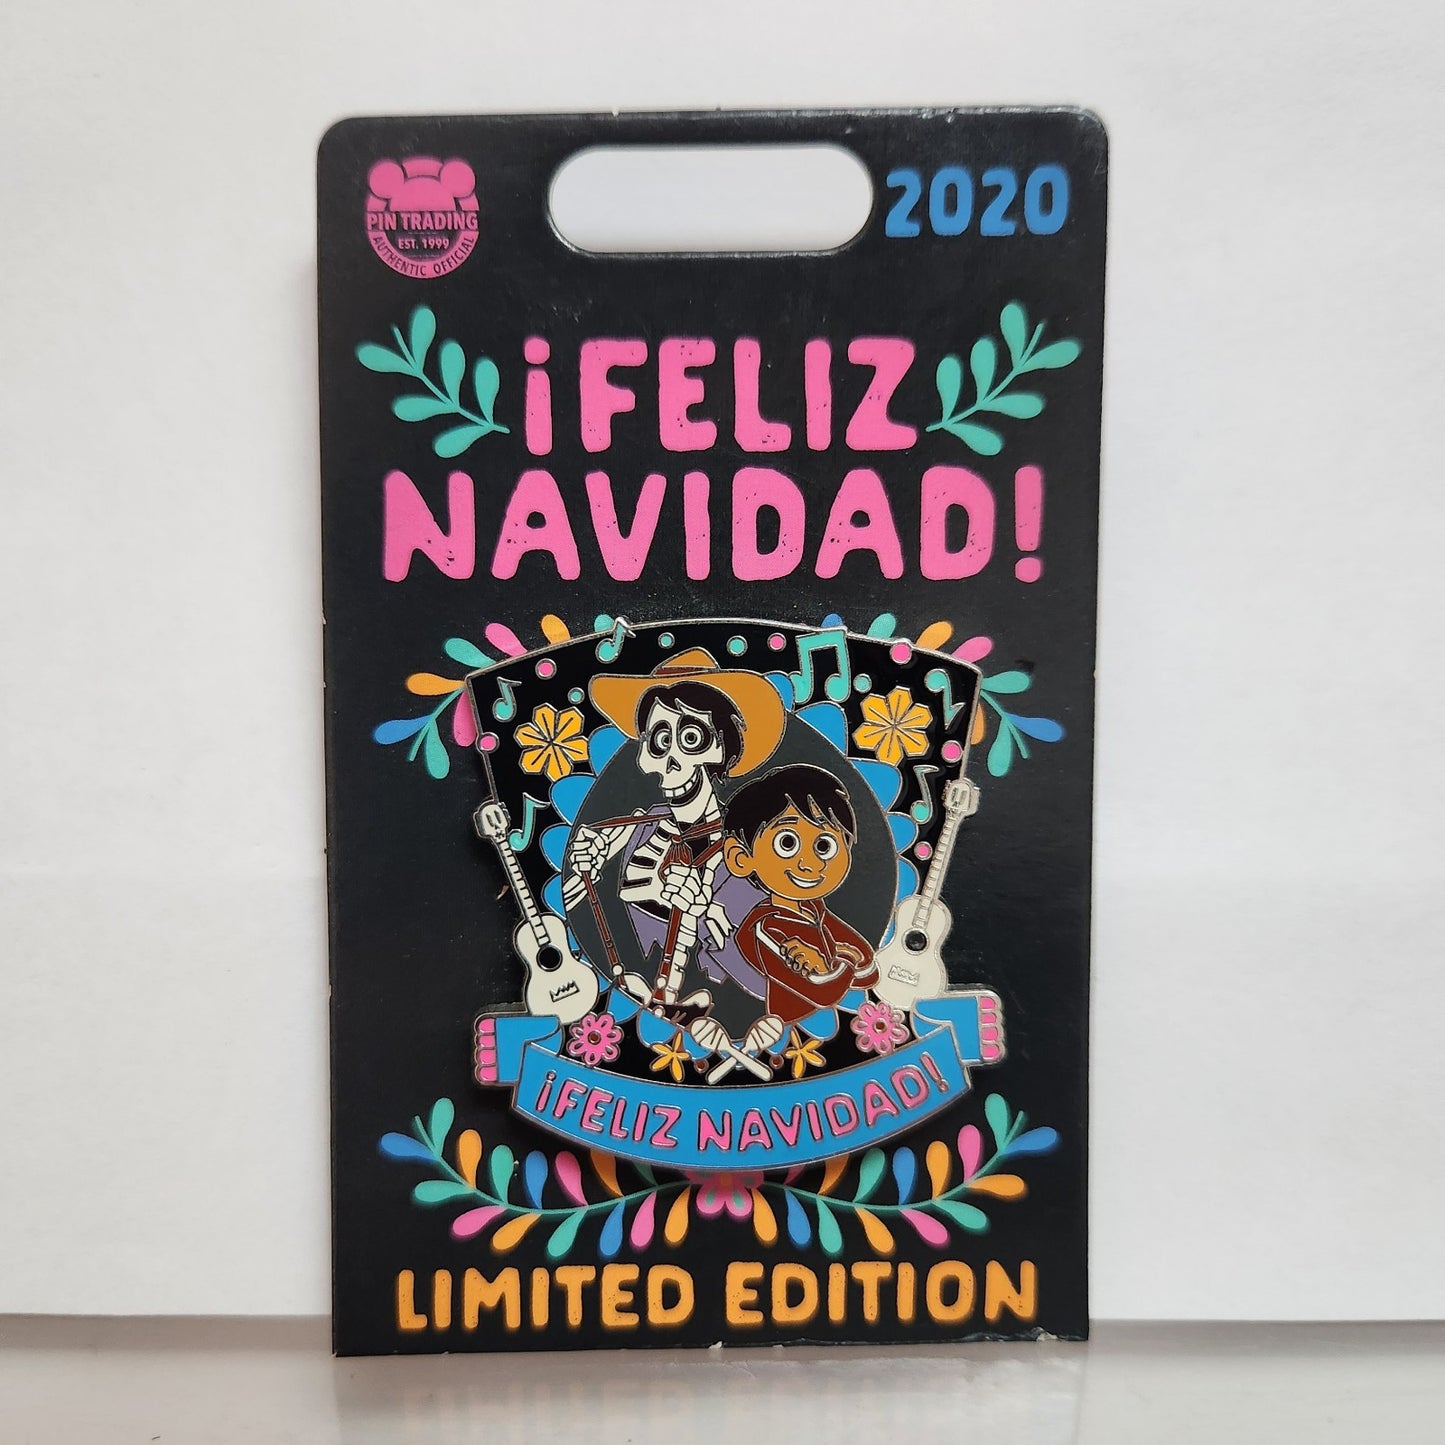 PIN TRADING
EST. 1999
AUTHENTIC OFFICIAL
2020
¡FELIZ
NAVIDAD!
¡FELIZ NAVIDAD!
LIMITED EDITION